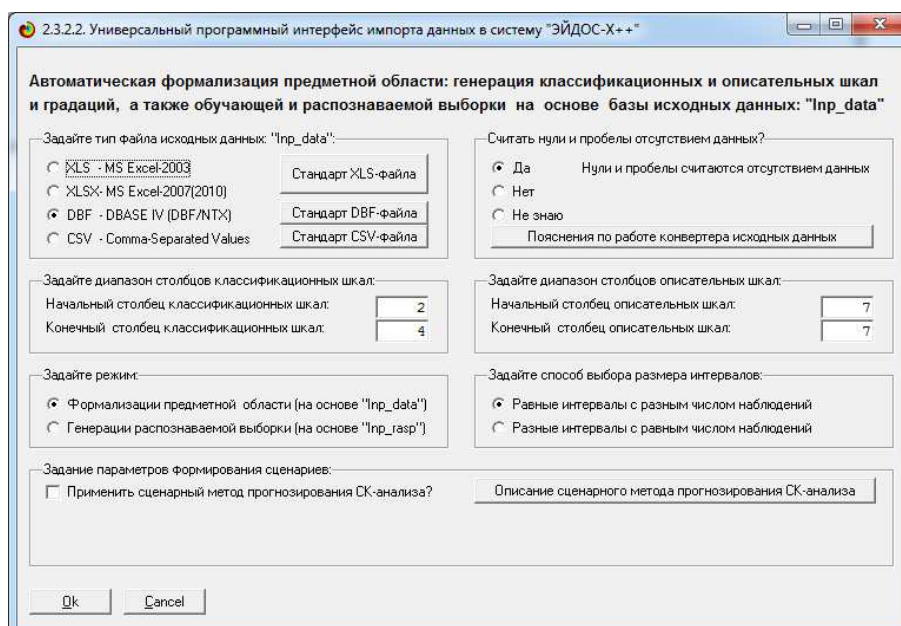 2.3.2.2. Универсальный программный интерфейс импорта данных в систему "ЭЙДОС-X++"
Автоматическая формализация предметной области: генерация классификационных и описательных шкал
и градаций, а также обучающей и распознаваемой выборки на основе базы исходных данных: "Inp_data"
Задайте тип файла исходных данных: "Inp_data":
XLS - MS Excel-2003
Стандарт XLS-файла
XLSX- MS Excel-2007(2010)
DBF - DBASE IV (DBF/NTX)
Стандарт DBF-файла
CSV - Comma-Separated Values
Стандарт CSV-файла
Считать нули и пробелы отсутствием данных?
Да
Нули и пробелы считаются отсутствием данных
Нет
Не знаю
Пояснения по работе конвертера исходных данных
Задайте диапазон столбцов классификационных шкал:
Начальный столбец классификационных шкал: 2
Конечный столбец классификационных шкал: 4
Задайте диапазон столбцов описательных шкал:
Начальный столбец описательных шкал: 7
Конечный столбец описательных шкал: 7
Задайте режим:
Формализации предметной области (на основе "Inp_data")
Генерации распознаваемой выборки (на основе "Inp_rasp")
Задайте способ выбора размера интервалов:
Равные интервалы с разным числом наблюдений
Разные интервалы с равным числом наблюдений
Задание параметров формирования сценариев:
Применить сценарный метод прогнозирования СК-анализа?
Описание сценарного метода прогнозирования СК-анализа
Ok
Cancel